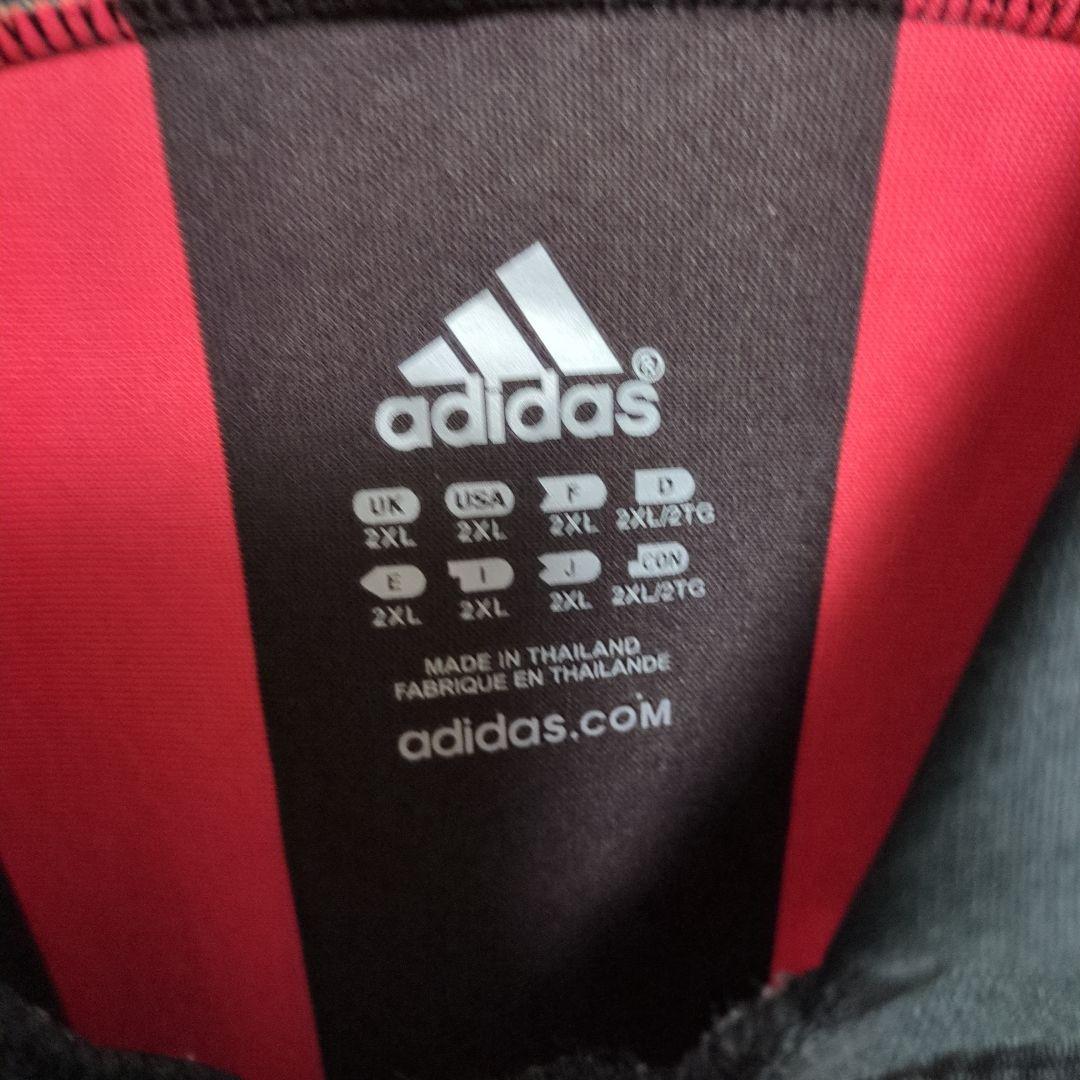 adidas®
UK USA F D
2XL 2XL 2XL 2XL/2TG
E I J CON
2XL 2XL 2XL 2XL/2TG
MADE IN THAILAND
FABRIQUE EN THAILANDE
adidas.com